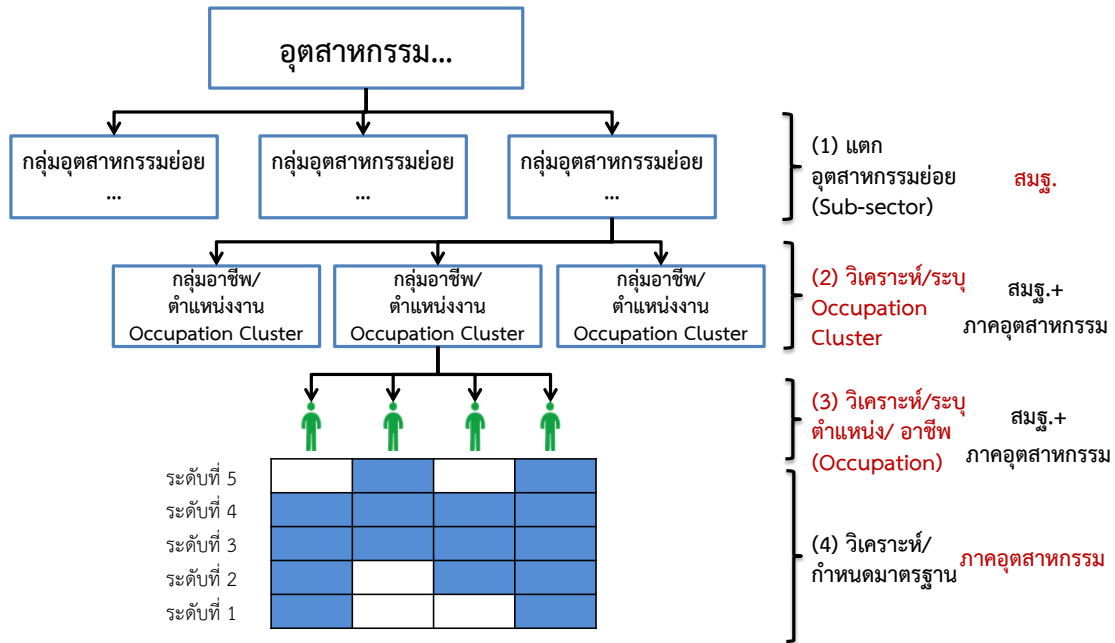 อุตสาหกรรม...
กลุ่มอุตสาหกรรมย่อย
...
กลุ่มอุตสาหกรรมย่อย
...
กลุ่มอุตสาหกรรมย่อย
...
(1) แตก
อุตสาหกรรมย่อย
(Sub-sector)
สมฐ.
กลุ่มอาชีพ/
ตำแหน่งงาน
Occupation Cluster
กลุ่มอาชีพ/
ตำแหน่งงาน
Occupation Cluster
กลุ่มอาชีพ/
ตำแหน่งงาน
Occupation Cluster
(2) วิเคราะห์/ระบุ
Occupation
Cluster
สมฐ.+
ภาคอุตสาหกรรม
(3) วิเคราะห์/ระบุ
ตำแหน่ง/ อาชีพ
(Occupation)
สมฐ.+
ภาคอุตสาหกรรม
ระดับที่ 5
ระดับที่ 4
ระดับที่ 3
ระดับที่ 2
ระดับที่ 1
(4) วิเคราะห์/
กำหนดมาตรฐาน
ภาคอุตสาหกรรม